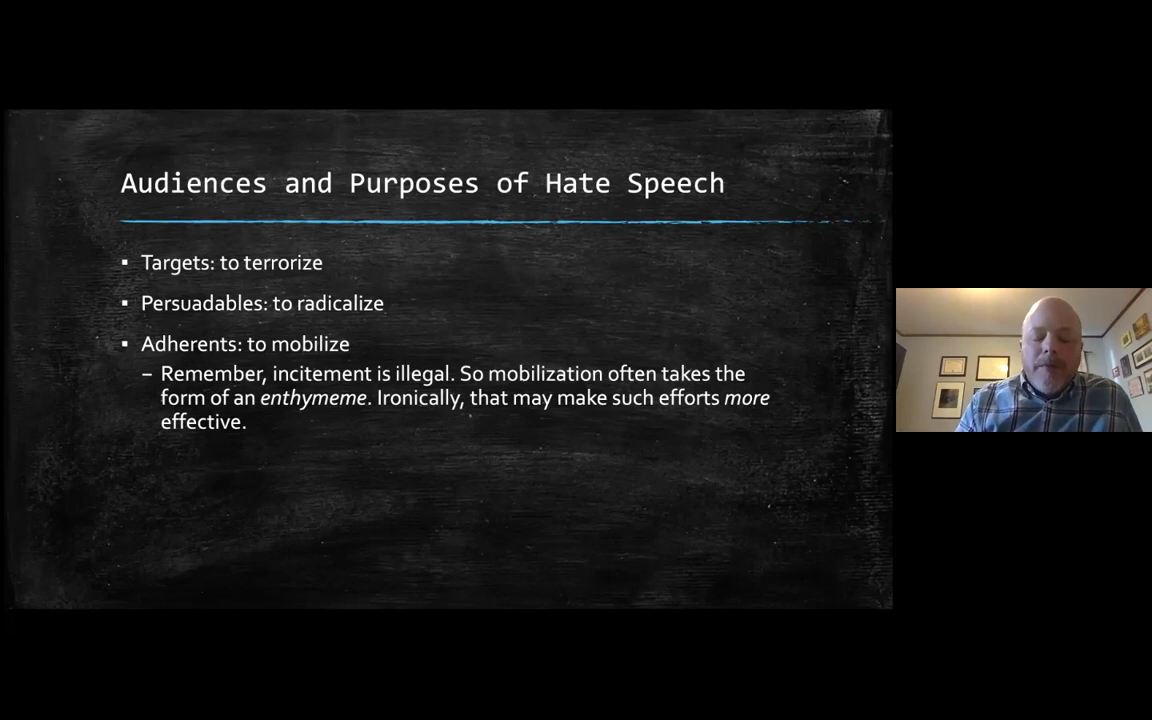 Audiences and Purposes of Hate Speech
▪ Targets: to terrorize
▪ Persuadables: to radicalize
▪ Adherents: to mobilize
– Remember, incitement is illegal. So mobilization often takes the
form of an enthymeme. Ironically, that may make such efforts more
effective.